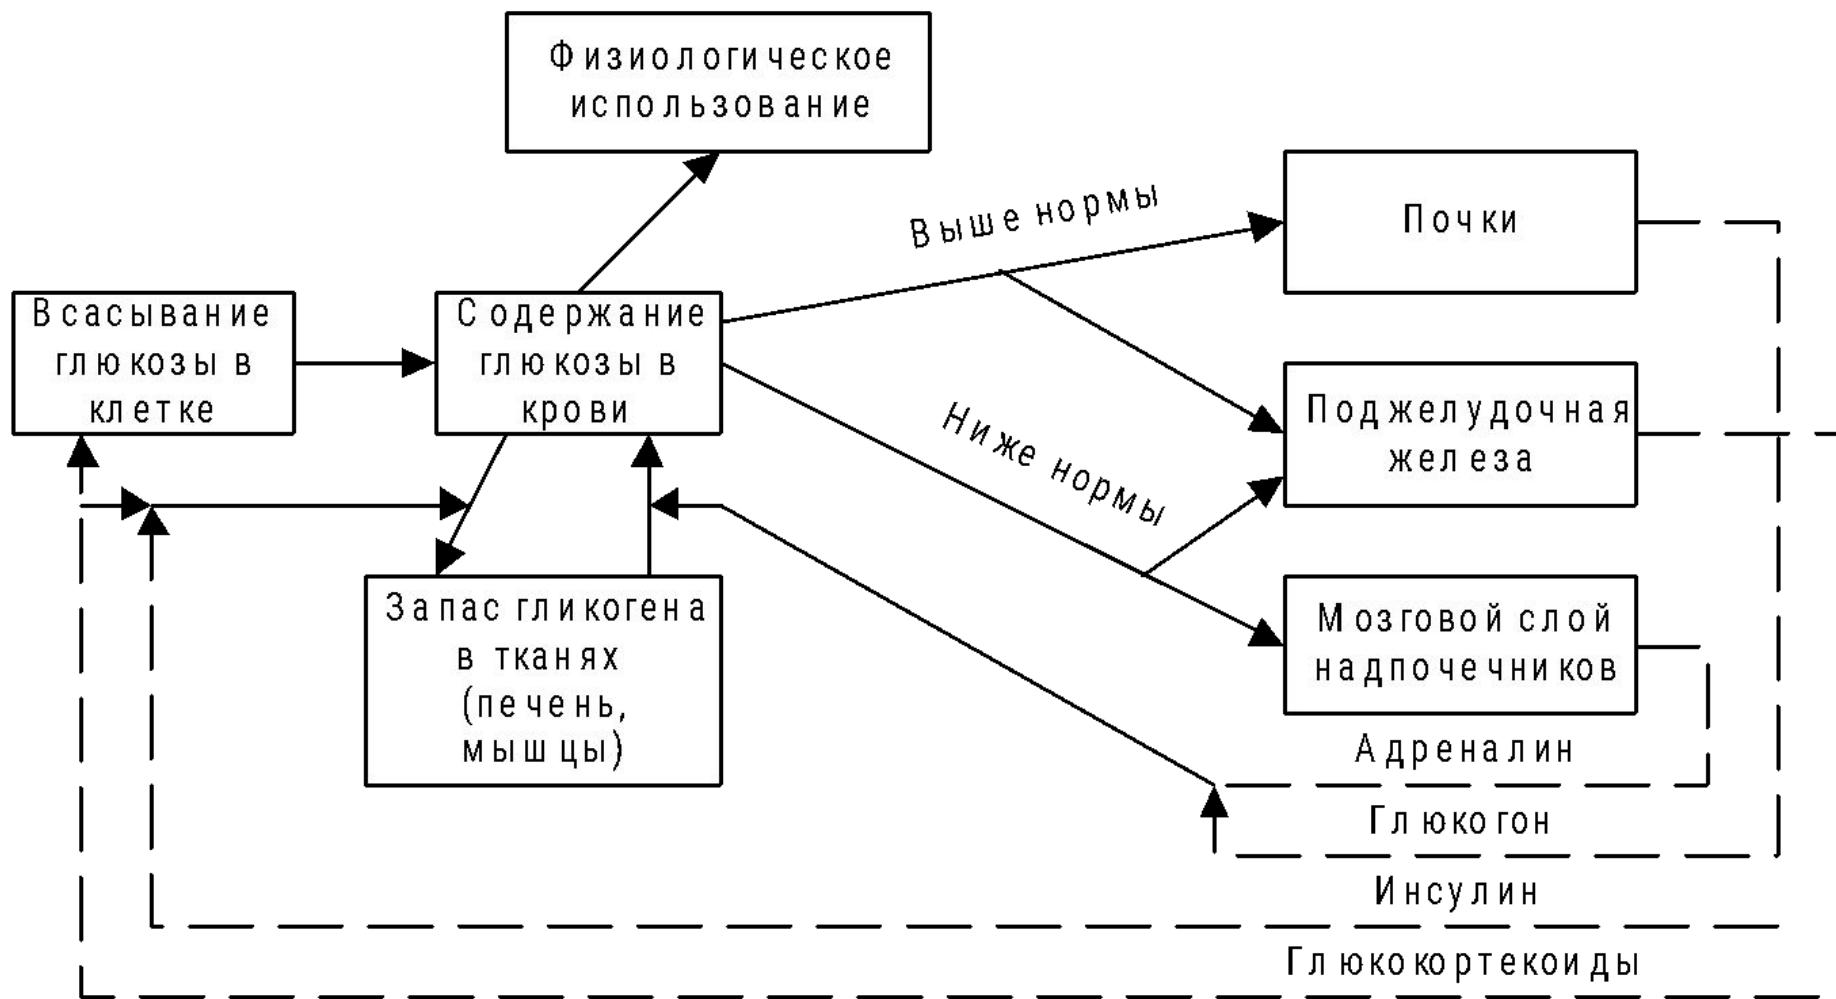 Физиологическое
использование
Выше нормы
Почки
Всасывание
глюкозы в
клетке
Содержание
глюкозы в
крови
Ниже нормы
Поджелудочная
железа
Запас гликогена
в тканях
(печень,
мышцы)
Мозговой слой
надпочечников
Адреналин
Глюкогон
Инсулин
Глюкокортекоиды